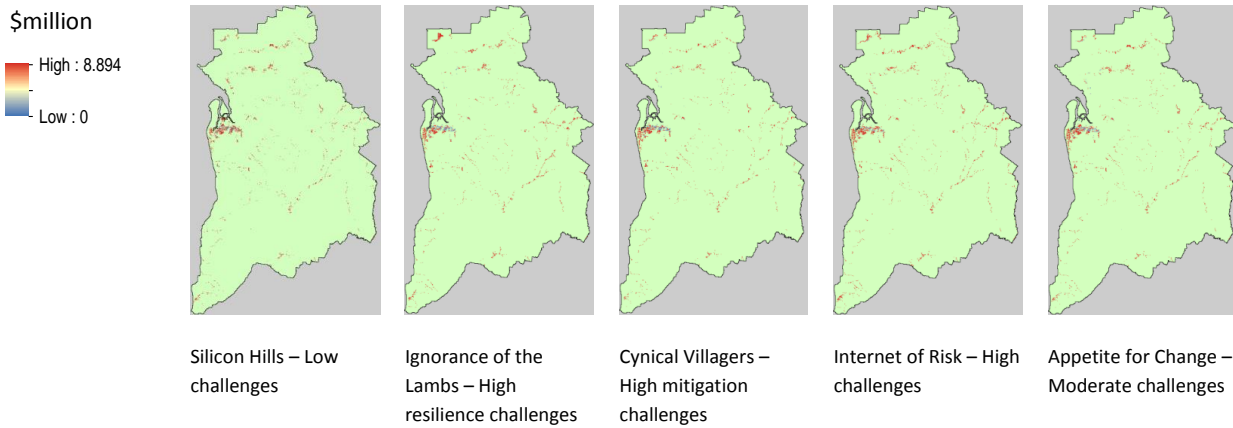 $million
High : 8.894
Low : 0
Silicon Hills – Low
challenges
Ignorance of the
Lambs – High
resilience challenges
Cynical Villagers –
High mitigation
challenges
Internet of Risk – High
challenges
Appetite for Change –
Moderate challenges